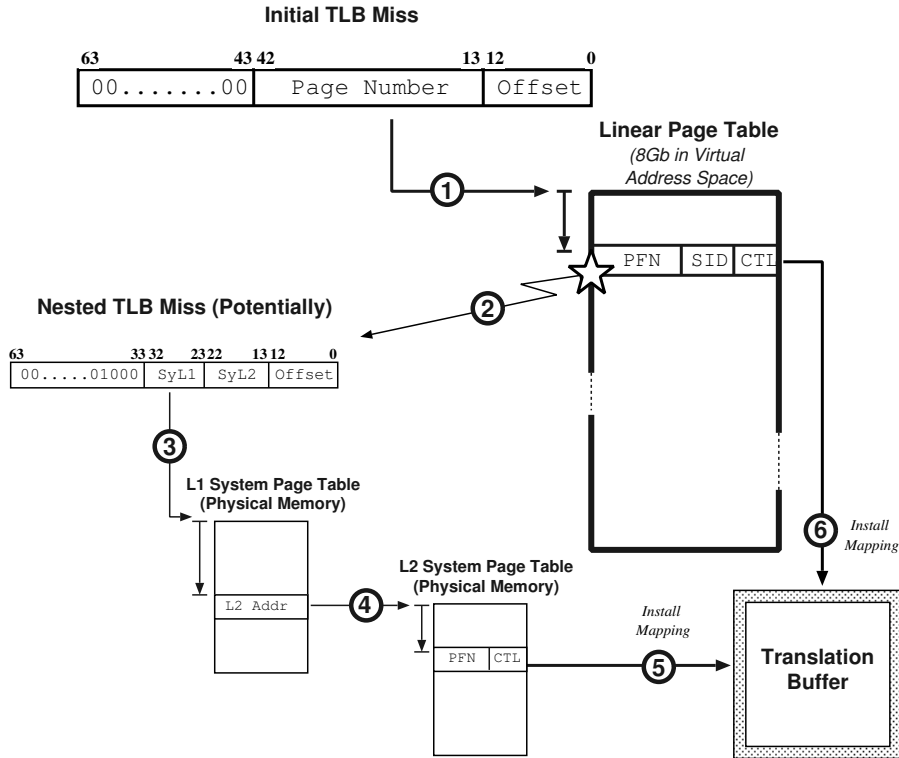 Initial TLB Miss
63 43 42 13 12 0
00.......00 Page Number Offset
Linear Page Table
(8Gb in Virtual
Address Space)
1
PFN SID CTL
2
Nested TLB Miss (Potentially)
63 33 32 23 22 13 12 0
00.....01000 SyL1 SyL2 Offset
3
L1 System Page Table
(Physical Memory)
L2 Addr
4
L2 System Page Table
(Physical Memory)
PFN CTL
Install
Mapping
5
6
Install
Mapping
Translation
Buffer